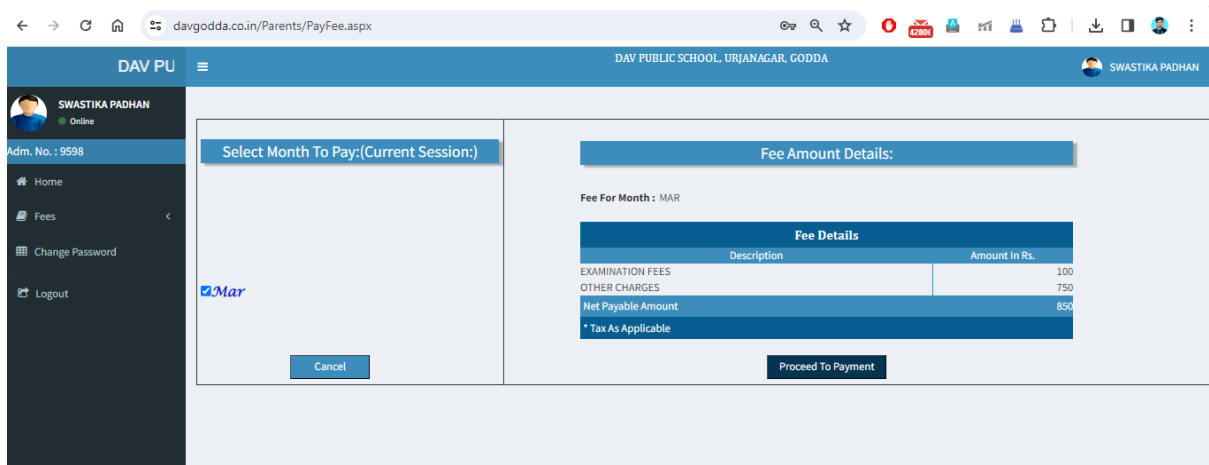 davgodda.co.in/Parents/PayFee.aspx
DAV PU
DAV PUBLIC SCHOOL, URJANAGAR, GODDA
SWASTIKA PADHAN
SWASTIKA PADHAN
Online
Adm. No. : 9598
Home
Fees
Change Password
Logout
Select Month To Pay:(Current Session:)
Mar
Cancel
Fee Amount Details:
Fee For Month : MAR
Fee Details
Description Amount In Rs.
EXAMINATION FEES 100
OTHER CHARGES 750
Net Payable Amount 850
* Tax As Applicable
Proceed To Payment